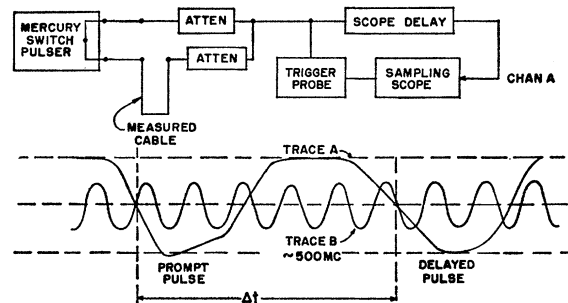 MERCURY
SWITCH
PULSER
ATTEN
ATTEN
SCOPE DELAY
TRIGGER
PROBE
SAMPLING
SCOPE
CHAN A
MEASURED
CABLE
TRACE A
TRACE B
~500MC
PROMPT
PULSE
DELAYED
PULSE
Δt